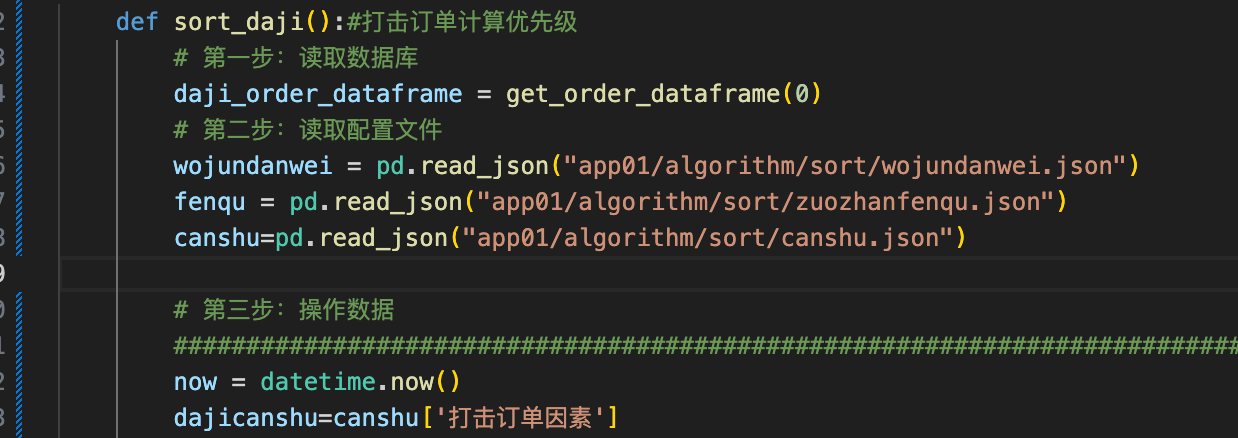 def sort_daji():#打击订单计算优先级
# 第一步：读取数据库
daji_order_dataframe = get_order_dataframe(0)
# 第二步：读取配置文件
wojundanwei = pd.read_json("app01/algorithm/sort/wojundanwei.json")
fenqu = pd.read_json("app01/algorithm/sort/zuozhanfenqu.json")
canshu=pd.read_json("app01/algorithm/sort/canshu.json")
# 第三步：操作数据
##########################################################################
now = datetime.now()
dajicanshu=canshu['打击订单因素']